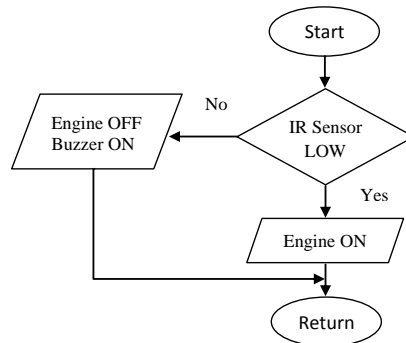 Start
No
IR Sensor
LOW
Engine OFF
Buzzer ON
Yes
Engine ON
Return